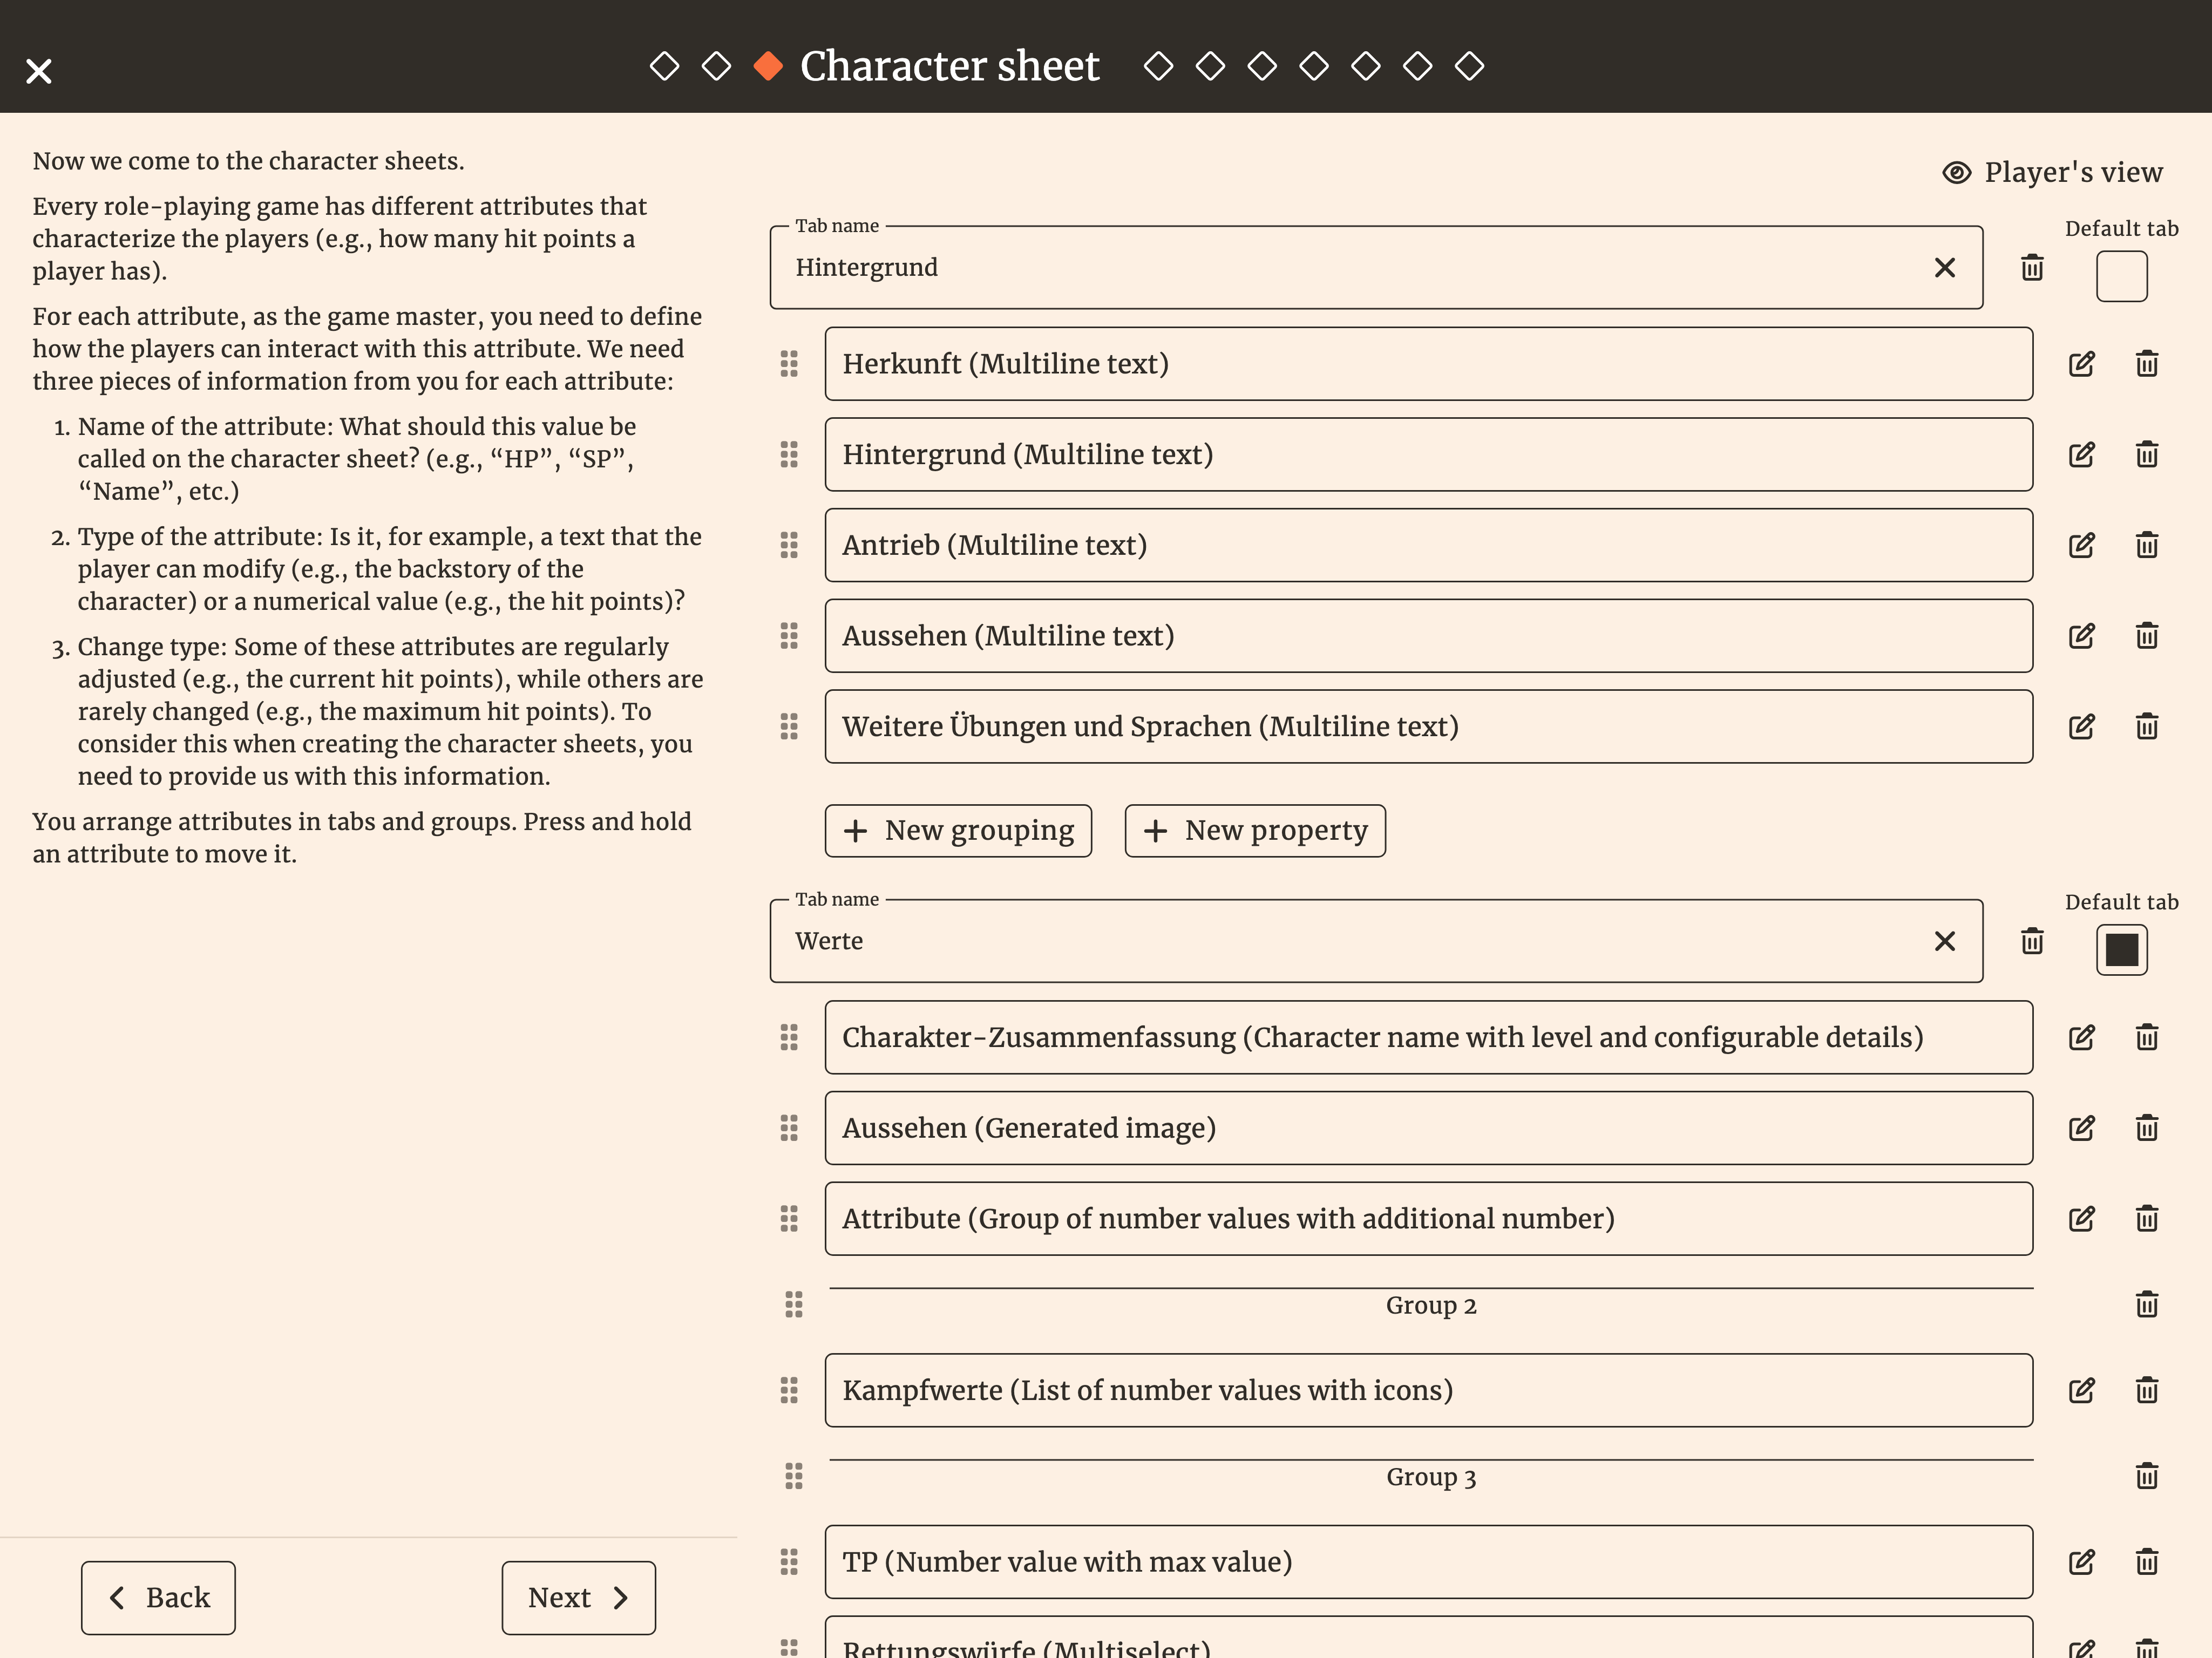 Character sheet
Now we come to the character sheets.
Every role-playing game has different attributes that
characterize the players (e.g., how many hit points a
player has).
For each attribute, as the game master, you need to define
how the players can interact with this attribute. We need
three pieces of information from you for each attribute:
1. Name of the attribute: What should this value be
called on the character sheet? (e.g., “HP”, “SP”,
“Name”, etc.)
2. Type of the attribute: Is it, for example, a text that the
player can modify (e.g., the backstory of the
character) or a numerical value (e.g., the hit points)?
3. Change type: Some of these attributes are regularly
adjusted (e.g., the current hit points), while others are
rarely changed (e.g., the maximum hit points). To
consider this when creating the character sheets, you
need to provide us with this information.
You arrange attributes in tabs and groups. Press and hold
an attribute to move it.
Back
Next
Player's view
Tab name
Default tab
Hintergrund
Herkunft (Multiline text)
Hintergrund (Multiline text)
Antrieb (Multiline text)
Aussehen (Multiline text)
Weitere Übungen und Sprachen (Multiline text)
New grouping
New property
Tab name
Default tab
Werte
Charakter-Zusammenfassung (Character name with level and configurable details)
Aussehen (Generated image)
Attribute (Group of number values with additional number)
Group 2
Kampfwerte (List of number values with icons)
Group 3
TP (Number value with max value)
Rettungswürfe (Multiselect)